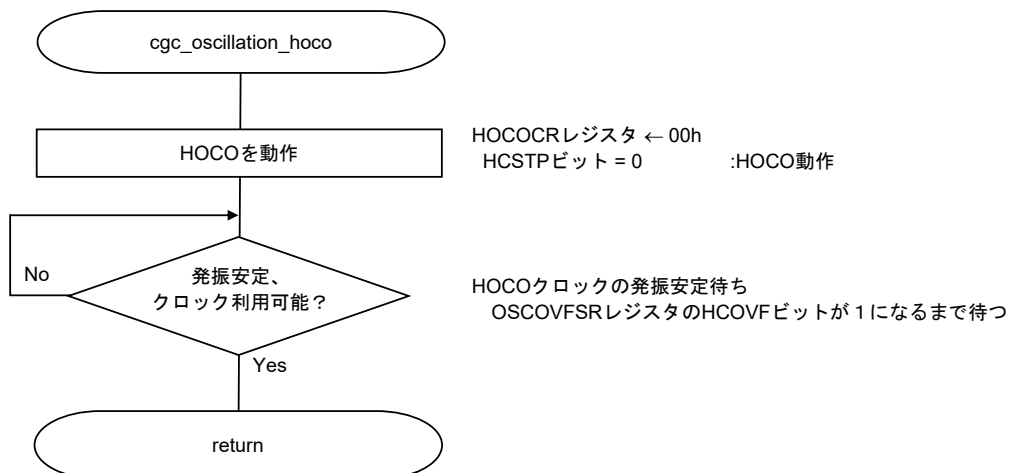 cgc_oscillation_hoco
HOCOを動作
HOCOCRレジスタ ← 00h
HCSTPビット = 0 :HOCO動作
No
発振安定、
クロック利用可能？
HOCOクロックの発振安定待ち
OSCOVFSRレジスタのHCOVFビットが１になるまで待つ
Yes
return